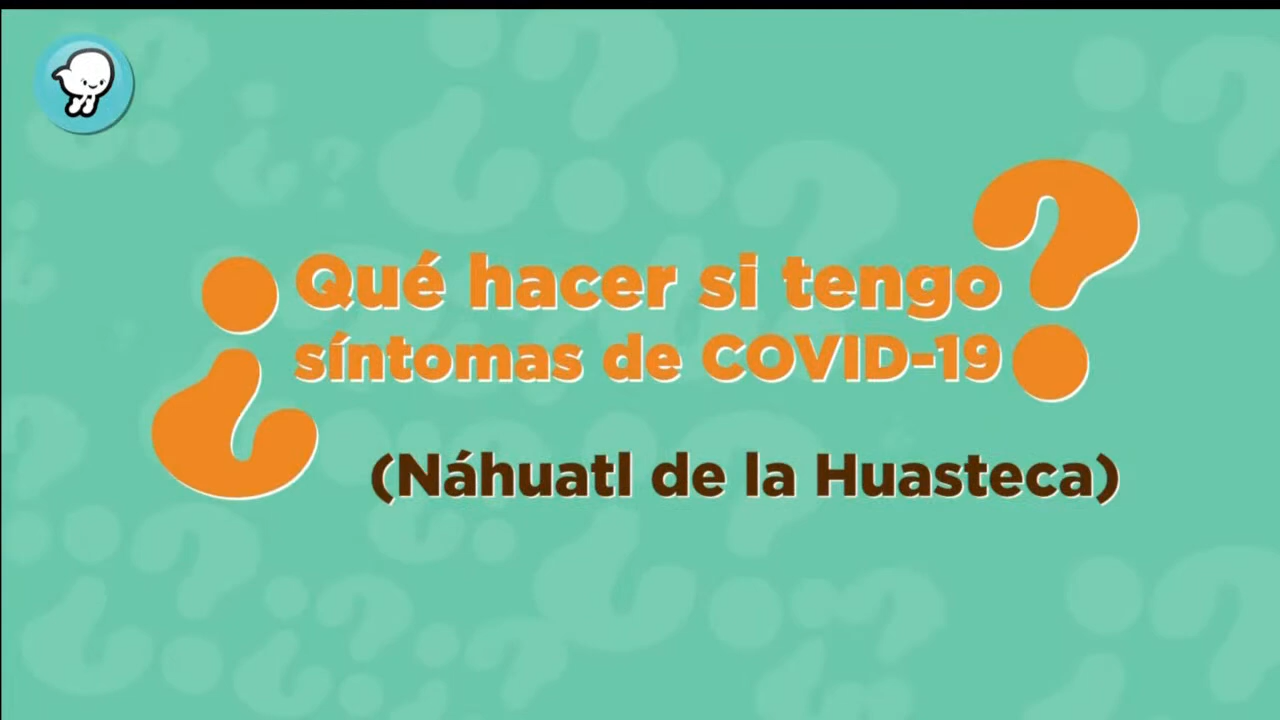 ¿Qué hacer si tengo
síntomas de COVID-19?
(Náhuatl de la Huasteca)